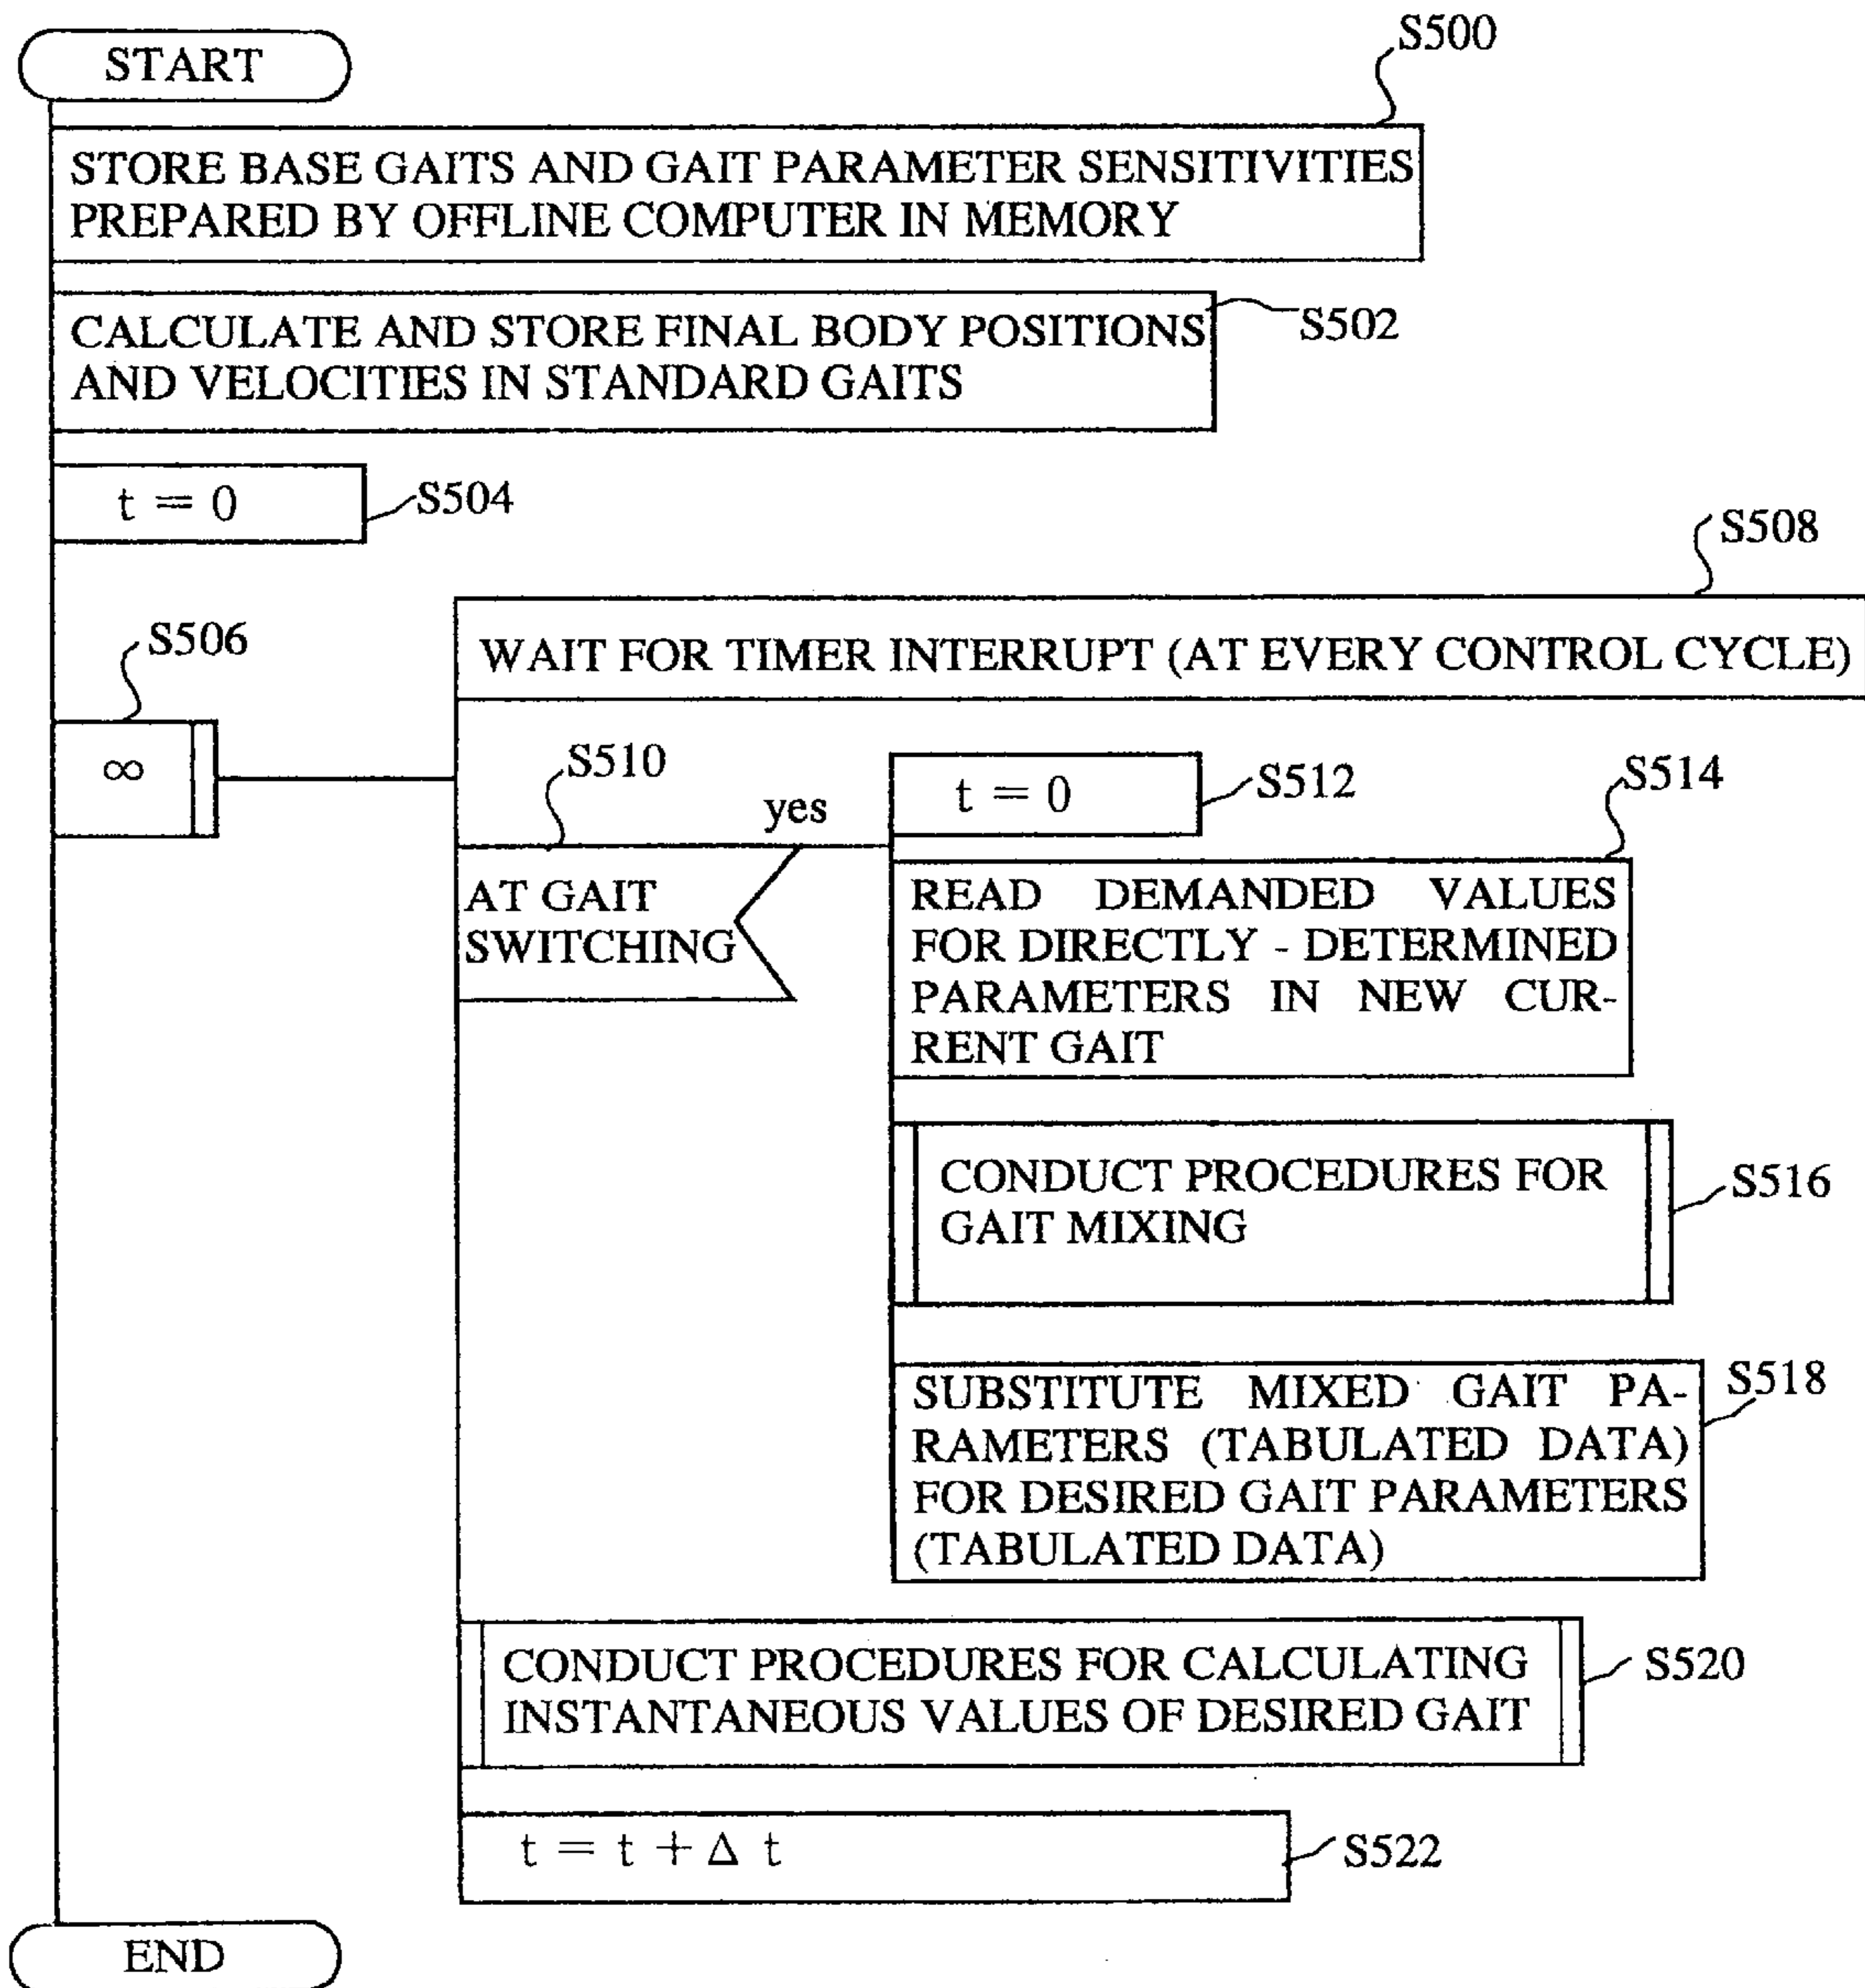 START
S500
STORE BASE GAITS AND GAIT PARAMETER SENSITIVITIES
PREPARED BY OFFLINE COMPUTER IN MEMORY
CALCULATE AND STORE FINAL BODY POSITIONS
AND VELOCITIES IN STANDARD GAITS
S502
t = 0
S504
S508
WAIT FOR TIMER INTERRUPT (AT EVERY CONTROL CYCLE)
S506
∞
S510
yes
AT GAIT
SWITCHING
t = 0
S512
S514
READ DEMANDED VALUES
FOR DIRECTLY - DETERMINED
PARAMETERS IN NEW CUR-
RENT GAIT
CONDUCT PROCEDURES FOR
GAIT MIXING
S516
SUBSTITUTE MIXED GAIT PA-
RAMETERS (TABULATED DATA)
FOR DESIRED GAIT PARAMETERS
(TABULATED DATA)
S518
CONDUCT PROCEDURES FOR CALCULATING
INSTANTANEOUS VALUES OF DESIRED GAIT
S520
t = t + Δ t
S522
END